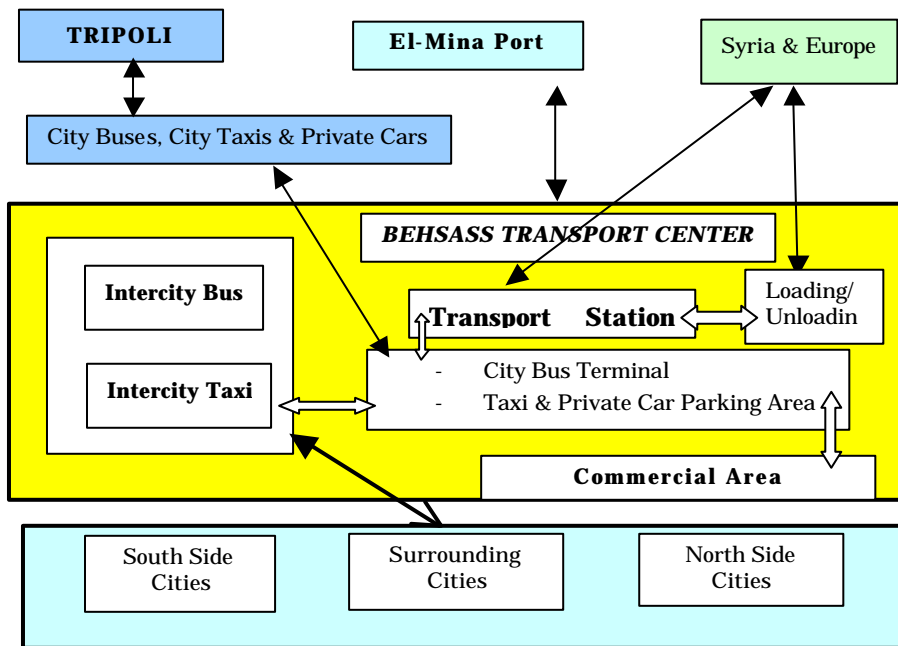 TRIPOLI
El-Mina Port
Syria & Europe
City Buses, City Taxis & Private Cars
BEHSASS TRANSPORT CENTER
Intercity Bus
Intercity Taxi
Transport Station
Loading/
Unloadin
- City Bus Terminal
- Taxi & Private Car Parking Area
Commercial Area
South Side
Cities
Surrounding
Cities
North Side
Cities